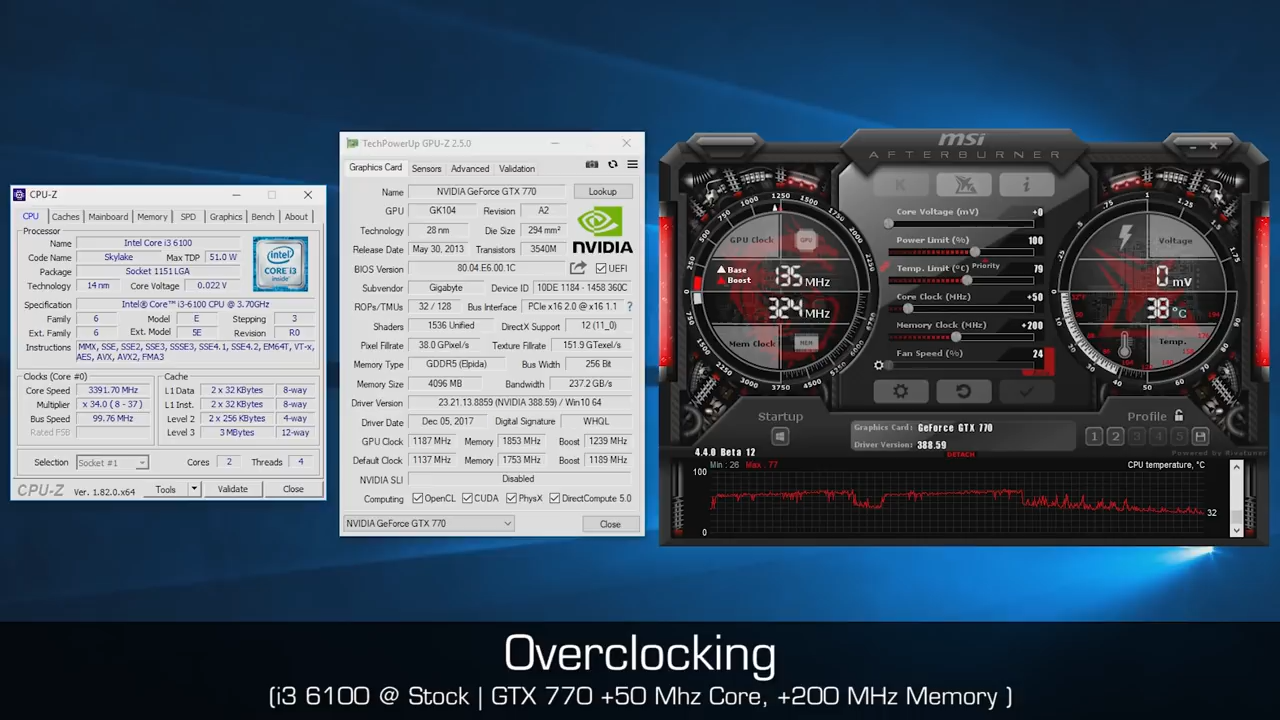 CPU-Z
CPU Caches Mainboard Memory SPD Graphics Bench About
Processor
Name Intel Core i3 6100
Code Name Skylake Max TDP 51.0 W
Package Socket 1151 LGA
Technology 14 nm Core Voltage 0.022 V
intel CORE i3 inside
Specification Intel® Core™ i3-6100 CPU @ 3.70GHz
Family 6 Model E Stepping 3
Ext. Family 6 Ext. Model 5E Revision R0
Instructions MMX, SSE, SSE2, SSE3, SSSE3, SSE4.1, SSE4.2, EM64T, VT-x,
AES, AVX, AVX2, FMA3
Clocks (Core #0) Cache
Core Speed 3391.70 MHz L1 Data 2 x 32 KBytes 8-way
Multiplier x 34.0 ( 8 - 37 ) L1 Inst. 2 x 32 KBytes 8-way
Bus Speed 99.76 MHz Level 2 2 x 256 KBytes 4-way
Rated FSB Level 3 3 MBytes 12-way
Selection Socket #1 Cores 2 Threads 4
CPU-Z Ver. 1.82.0.x64 Tools Validate Close
TechPowerUp GPU-Z 2.5.0
Graphics Card Sensors Advanced Validation
Name NVIDIA GeForce GTX 770 Lookup
GPU GK104 Revision A2
Technology 28 nm Die Size 294 mm²
Release Date May 30, 2013 Transistors 3540M
NVIDIA
BIOS Version 80.04.E6.00.1C UEFI
Subvendor Gigabyte Device ID 10DE 1184 - 1458 360C
ROPs/TMUs 32 / 128 Bus Interface PCIe x16 2.0 @ x16 1.1 ?
Shaders 1536 Unified DirectX Support 12 (11_0)
Pixel Fillrate 38.0 GPixel/s Texture Fillrate 151.9 GTexel/s
Memory Type GDDR5 (Elpida) Bus Width 256 Bit
Memory Size 4096 MB Bandwidth 237.2 GB/s
Driver Version 23.21.13.8859 (NVIDIA 388.59) / Win10 64
Driver Date Dec 05, 2017 Digital Signature WHQL
GPU Clock 1187 MHz Memory 1853 MHz Boost 1239 MHz
Default Clock 1137 MHz Memory 1753 MHz Boost 1189 MHz
NVIDIA SLI Disabled
Computing OpenCL CUDA PhysX DirectCompute 5.0
NVIDIA GeForce GTX 770 Close
msi
AFTERBURNER
K i
Core Voltage (mV) +0
Power Limit (%) 100
Temp. Limit (°C) Priority 79
Core Clock (MHz) +50
Memory Clock (MHz) +200
Fan Speed (%) 24
GPU Clock GPU
Base
Boost
135 MHz
324 MHz
Mem Clock MEM
Voltage
0 mV
38 °C
Temp.
Startup
Profile
1 2 3 4 5
Graphics Card: GeForce GTX 770
Driver Version: 388.59
DETACH
4.4.0 Beta 12
Powered by Rivatuner
100 Min : 26 Max : 77 CPU temperature, °C
32
0
Overclocking
(i3 6100 @ Stock | GTX 770 +50 Mhz Core, +200 MHz Memory )